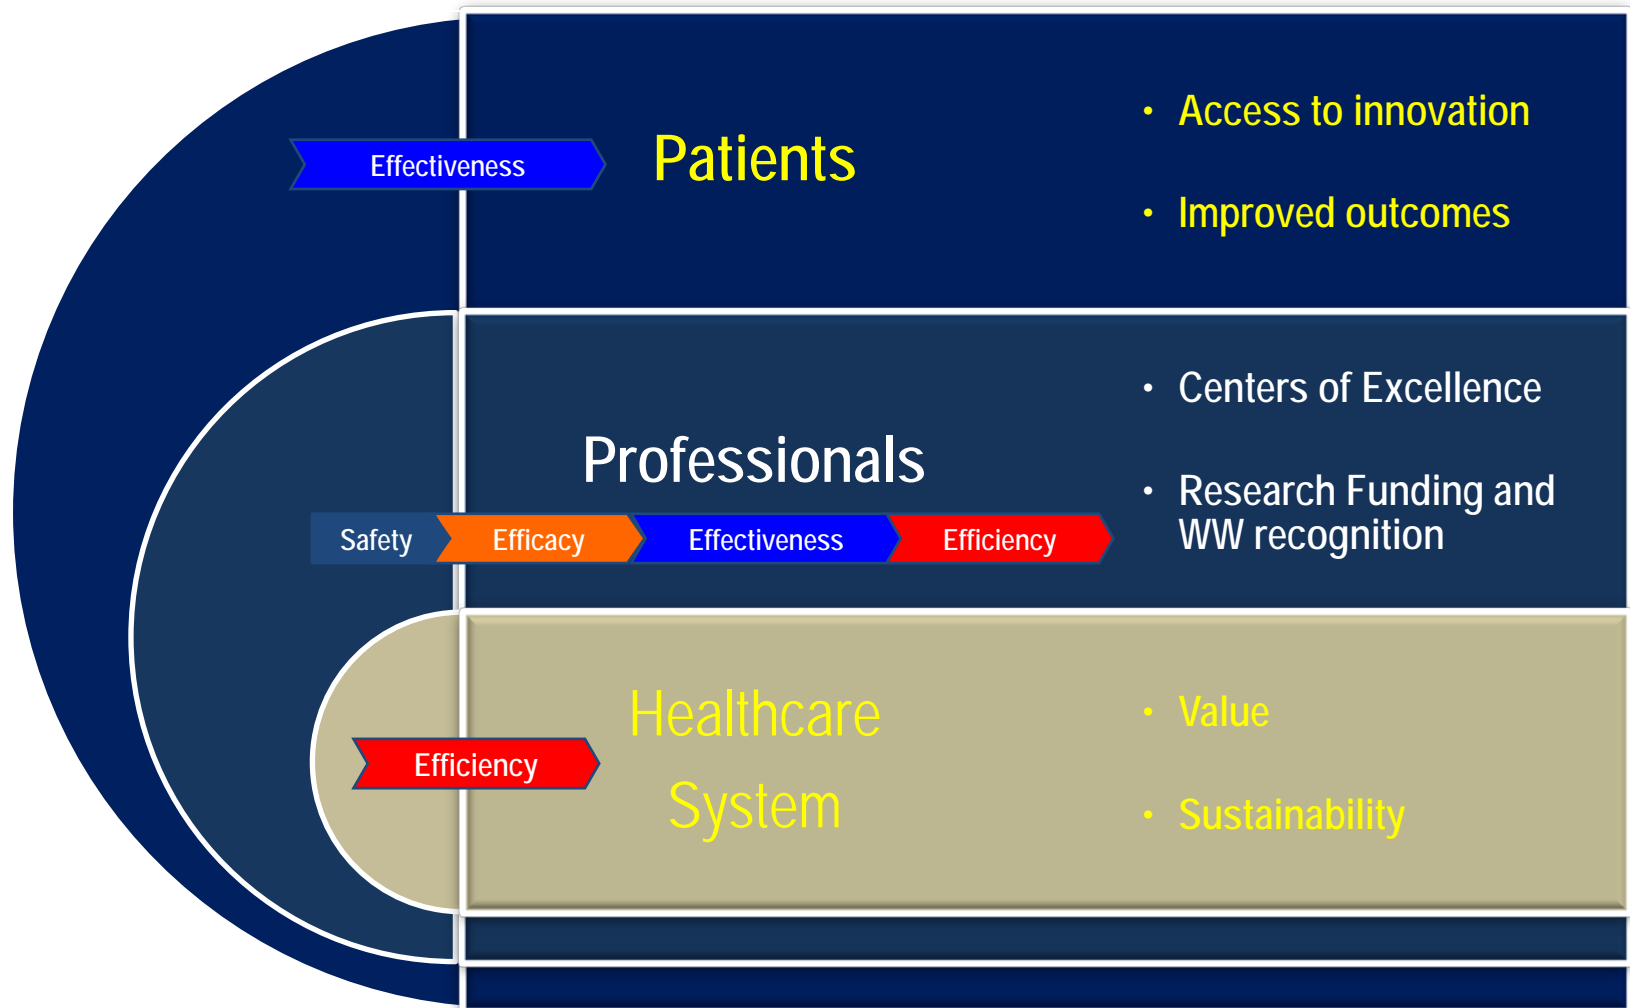 Effectiveness
Patients
• Access to innovation
• Improved outcomes
Professionals
Safety
Efficacy
Effectiveness
Efficiency
• Centers of Excellence
• Research Funding and
WW recognition
Efficiency
Healthcare
System
• Value
• Sustainability